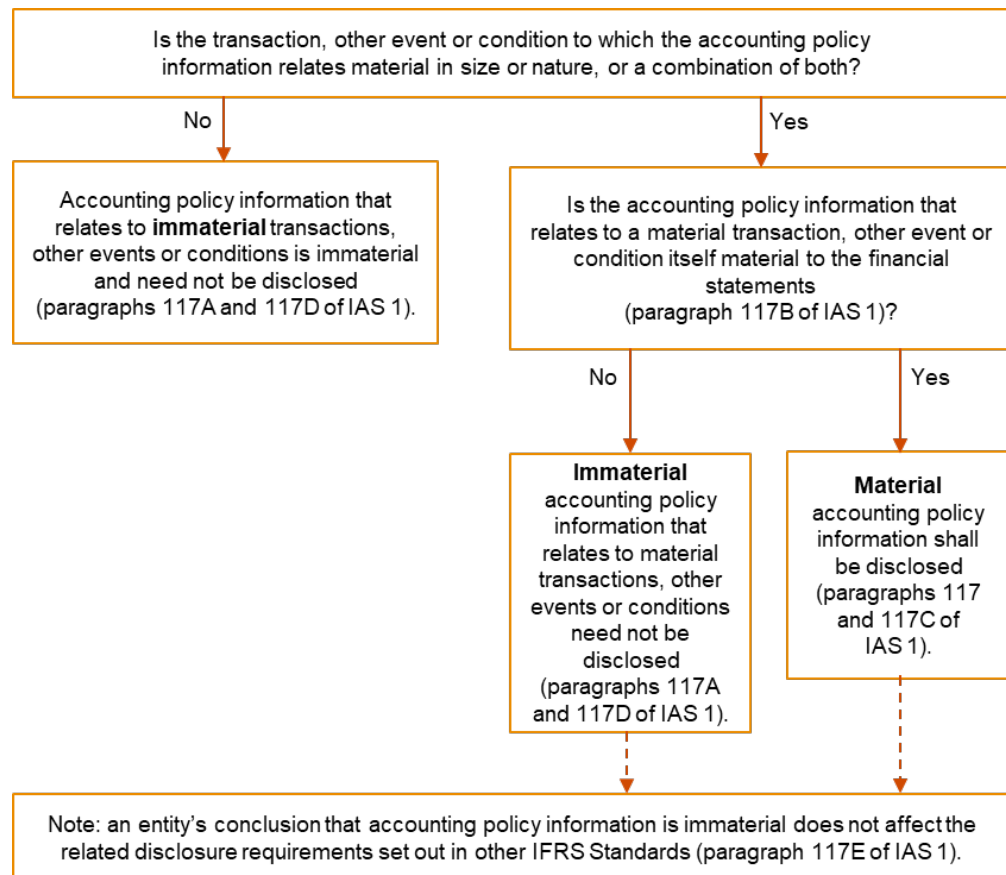 Is the transaction, other event or condition to which the accounting policy
information relates material in size or nature, or a combination of both?
No
Yes
Accounting policy information that
relates to immaterial transactions,
other events or conditions is immaterial
and need not be disclosed
(paragraphs 117A and 117D of IAS 1).
Is the accounting policy information that
relates to a material transaction, other event or
condition itself material to the financial
statements
(paragraph 117B of IAS 1)?
No
Yes
Immaterial
accounting policy
information that
relates to material
transactions, other
events or conditions
need not be
disclosed
(paragraphs 117A
and 117D of IAS 1).
Material
accounting policy
information shall
be disclosed
(paragraphs 117
and 117C of
IAS 1).
Note: an entity’s conclusion that accounting policy information is immaterial does not affect the
related disclosure requirements set out in other IFRS Standards (paragraph 117E of IAS 1).